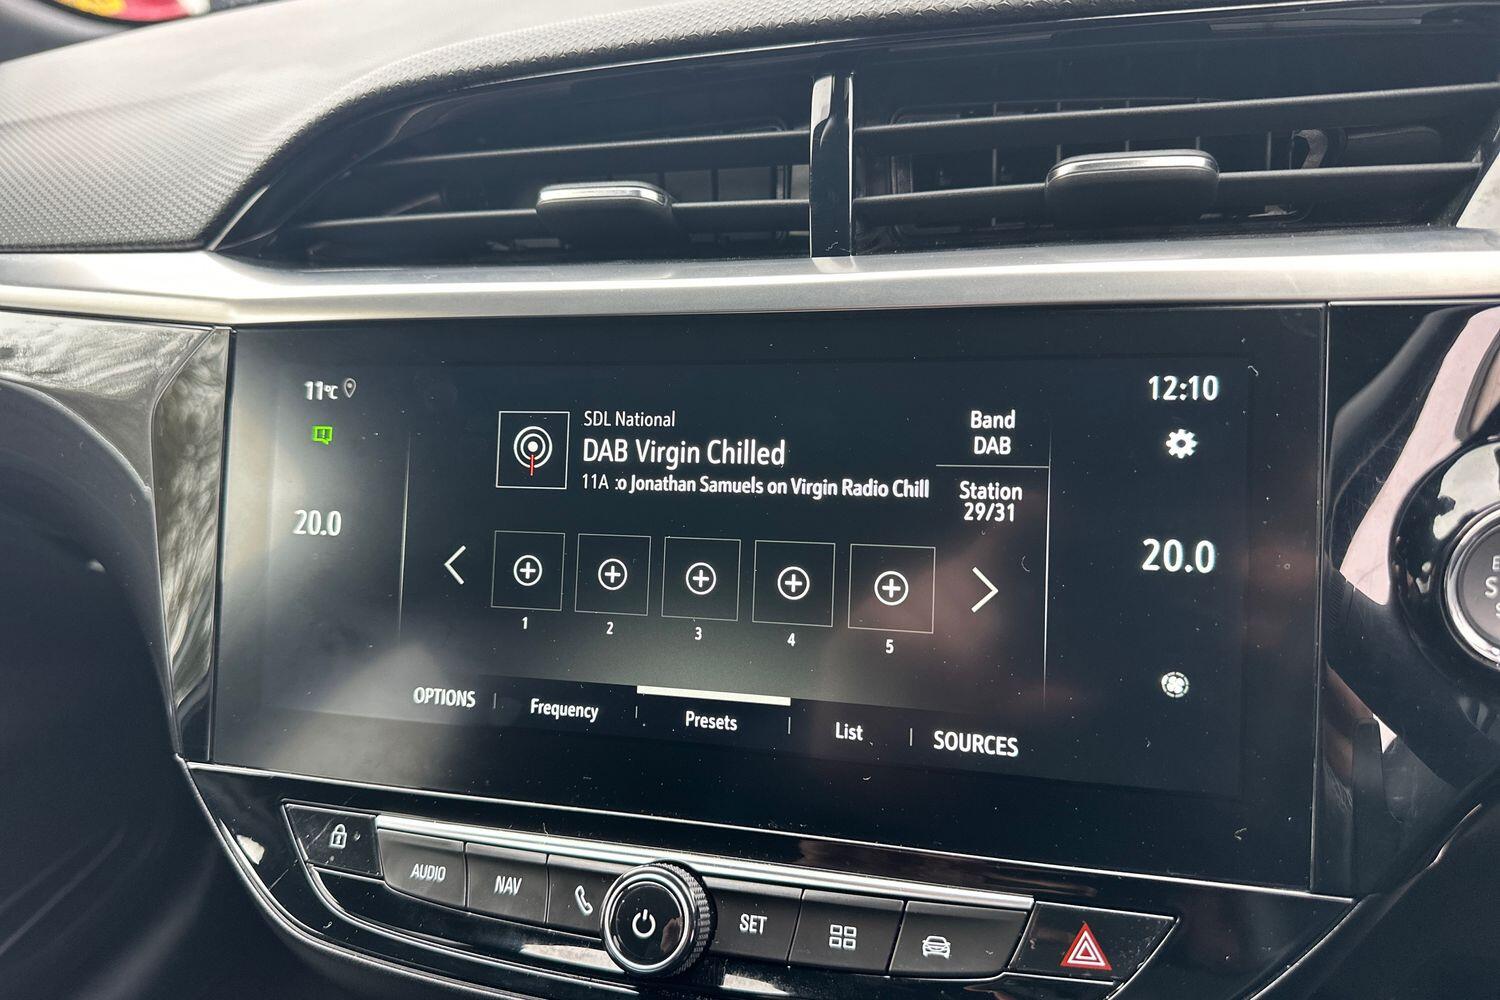 11°C
12:10
SDL National
DAB Virgin Chilled
11A :o Jonathan Samuels on Virgin Radio Chill
Band
DAB
Station
29/31
20.0
20.0
1
2
3
4
5
OPTIONS
Frequency
Presets
List
SOURCES
AUDIO
NAV
SET